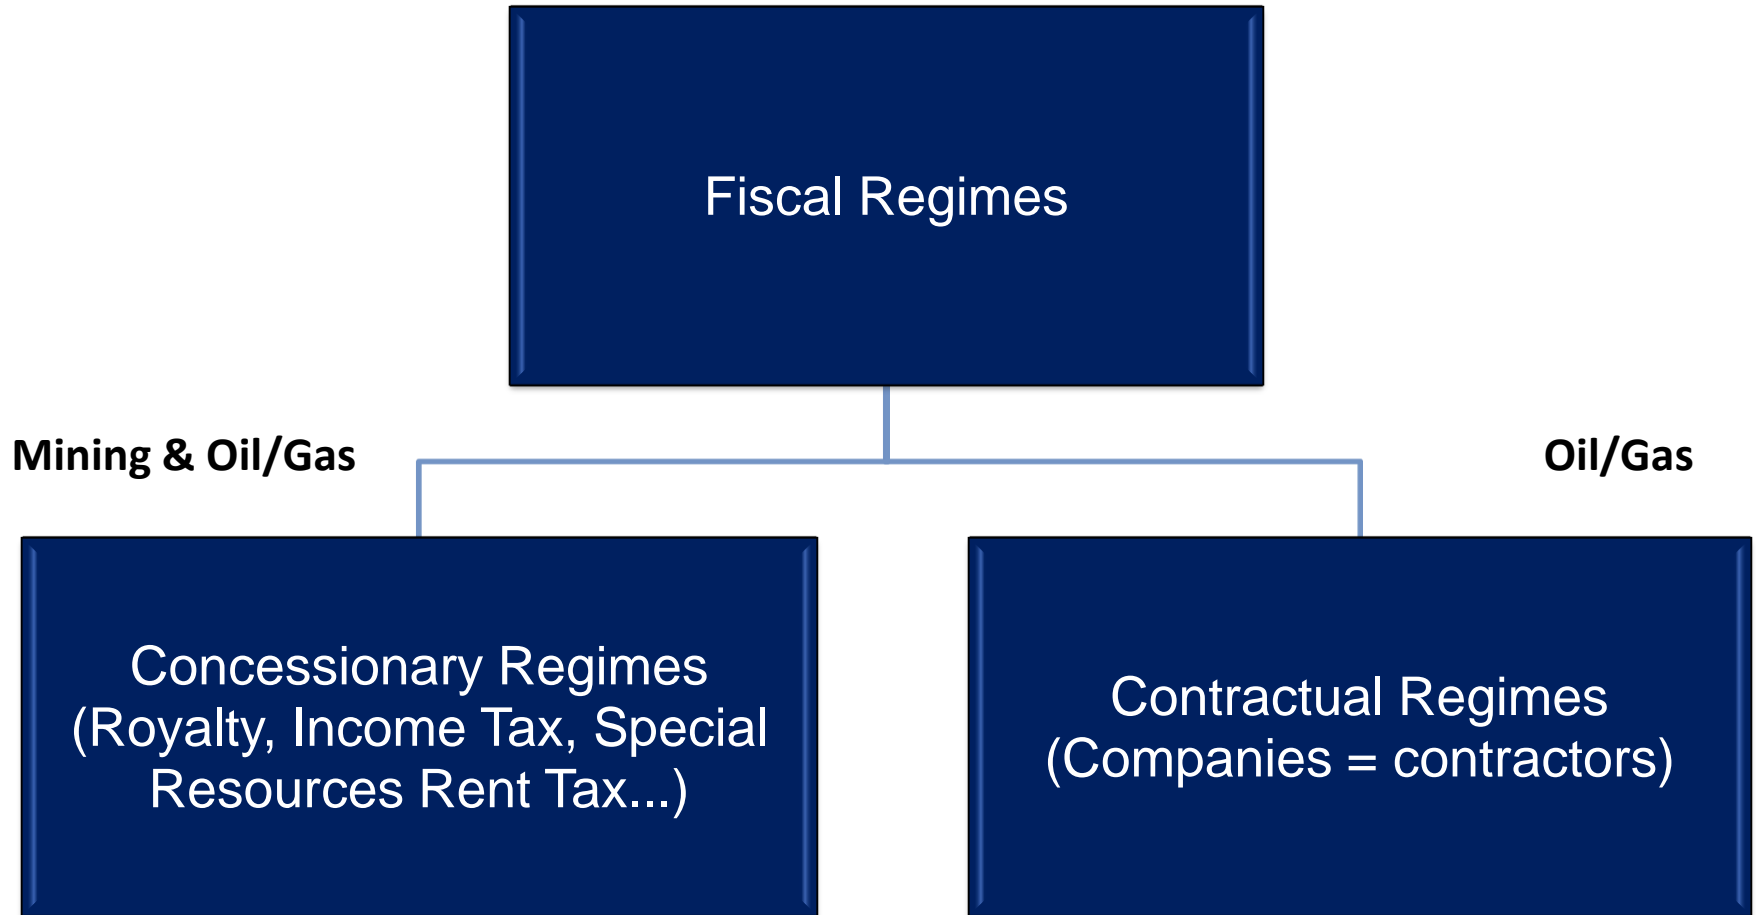 Fiscal Regimes
Mining & Oil/Gas
Oil/Gas
Concessionary Regimes
(Royalty, Income Tax, Special
Resources Rent Tax...)
Contractual Regimes
(Companies = contractors)